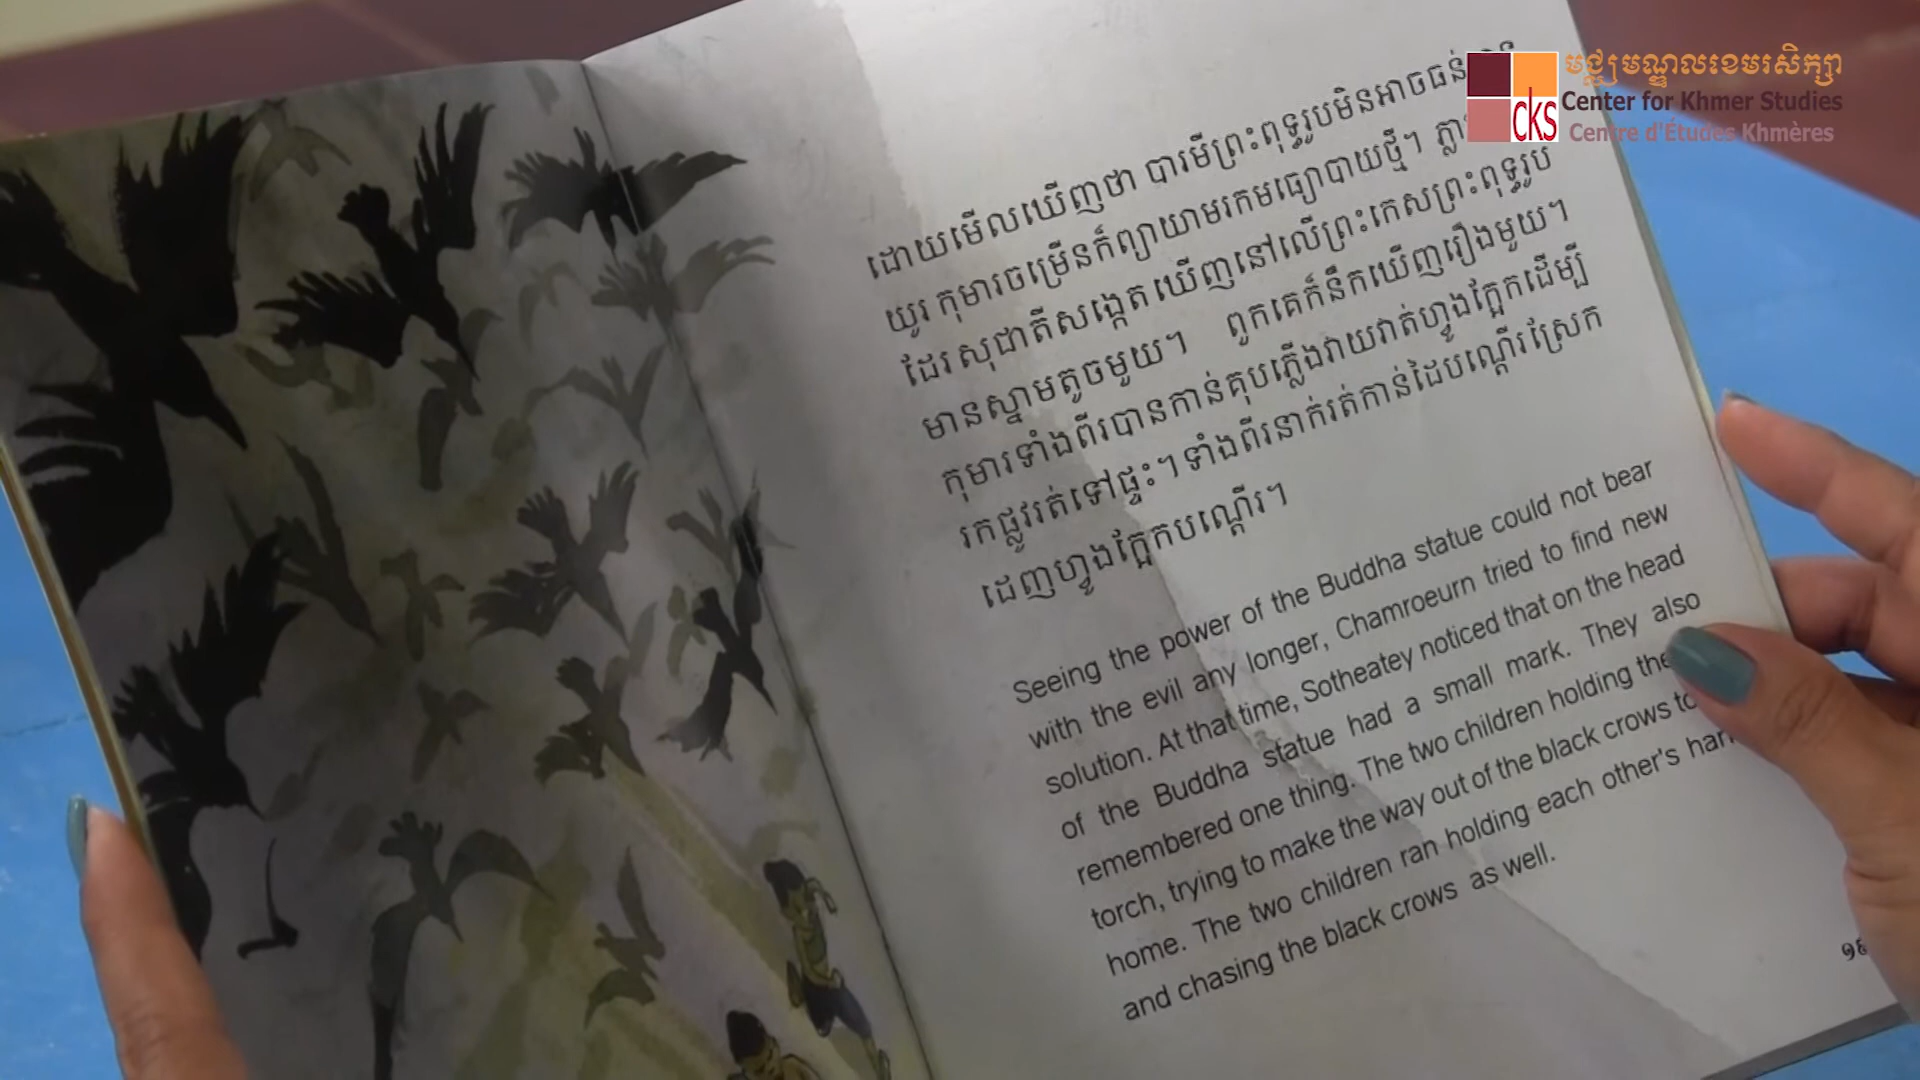 មជ្ឈមណ្ឌលខេមរសិក្សា
Center for Khmer Studies
Centre d'Études Khmères
CKS
ដោយមើលឃើញថា បារមីព្រះពុទ្ធរូបមិនអាចធន់
យូរ កុមារចម្រើនក៏ព្យាយាមរកមធ្យោបាយថ្មី។
ដែរ សុជាតីសង្កេត ឃើញនៅលើព្រះកេសព្រះពុទ្ធរូប
មានស្នាមតូចមួយ។ ពួកគេក៏នឹកឃើញរឿងមួយ។
កុមារទាំងពីរបានកាន់គុបភ្លើងវាយវាត់ហ្វូងក្អែកដើម្បី
រកផ្លូវរត់ទៅផ្ទះ។ ទាំងពីរនាក់រត់កាន់ដៃបណ្ដើរ ស្រែក
ដេញហ្វូងក្អែកបណ្ដើរ។
Seeing the power of the Buddha statue could not bear
with the evil any longer, Chamroeurn tried to find new
solution. At that time, Sotheatey noticed that on the head
of the Buddha statue had a small mark. They also
remembered one thing. The two children holding the
torch, trying to make the way out of the black crows to
home. The two children ran holding each other's
and chasing the black crows as well.